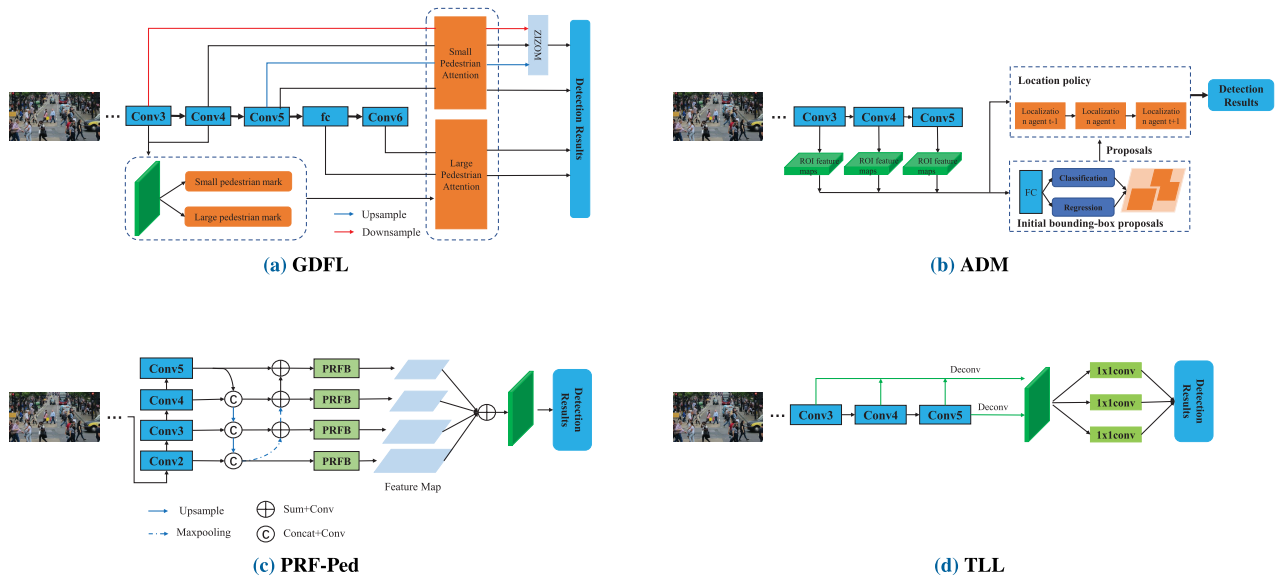 Small
Pedestrian
Attention
ZIZOM
Detection Results
... Conv3 Conv4 Conv5 fc Conv6
Large
Pedestrian
Attention
Small pedestrian mark
Large pedestrian mark
Upsample
Downsample
(a) GDFL
Location policy
Localizatio
n agent t-1
Localizatio
n agent t
Localizatio
n agent t+1
Detection
Results
... Conv3 Conv4 Conv5
ROI feature
maps
ROI feature
maps
ROI feature
maps
Proposals
FC
Classification
Regression
Initial bounding-box proposals
(b) ADM
Conv5 PRFB
Conv4 C PRFB
... Conv3 C PRFB
Conv2 C PRFB
Detection
Results
Feature Map
Upsample
Sum+Conv
Maxpooling
C Concat+Conv
(c) PRF-Ped
Deconv
... Conv3 Conv4 Conv5
Deconv
1x1conv
1x1conv
1x1conv
Detection
Results
(d) TLL